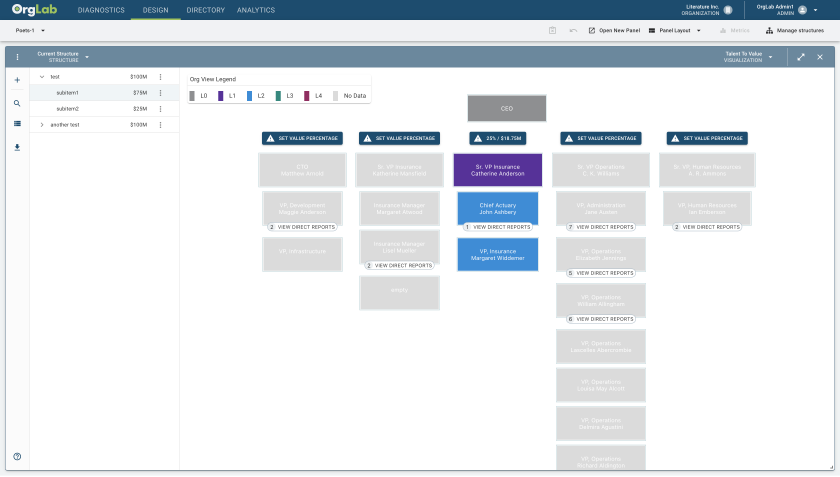 OrgLab
DIAGNOSTICS
DESIGN
DIRECTORY
ANALYTICS
Literature Inc.
ORGANIZATION
OrgLab Admin1
ADMIN
Poets-1
Open New Panel
Panel Layout
Metrics
Manage structures
Current Structure
STRUCTURE
Talent To Value
VISUALIZATION
test $100M
subitem1 $75M
subitem2 $25M
another test $100M
Org View Legend
L0 L1 L2 L3 L4 No Data
CEO
SET VALUE PERCENTAGE
SET VALUE PERCENTAGE
25% / $18.75M
SET VALUE PERCENTAGE
SET VALUE PERCENTAGE
CTO
Matthew Arnold
Sr. VP Insurance
Katherine Mansfield
Sr. VP Insurance
Catherine Anderson
Sr. VP Operations
C. K. Williams
Sr. VP Human Resources
A. R. Ammons
VP, Development
Maggie Anderson
2 VIEW DIRECT REPORTS
Insurance Manager
Margaret Atwood
Chief Actuary
John Ashbery
1 VIEW DIRECT REPORTS
VP, Administration
Jane Austen
7 VIEW DIRECT REPORTS
VP, Human Resources
Ian Emberson
2 VIEW DIRECT REPORTS
VP, Infrastructure
Insurance Manager
2 VIEW DIRECT REPORTS
VP, Insurance
Margaret Widdemer
VP, Operations
Elizabeth Jennings
5 VIEW DIRECT REPORTS
empty
VP, Operations
William Allingham
6 VIEW DIRECT REPORTS
VP, Operations
Lascelles Abercrombie
VP, Operations
Louisa May Alcott
VP, Operations
Delmira Agustini
VP, Operations
Richard Aldington